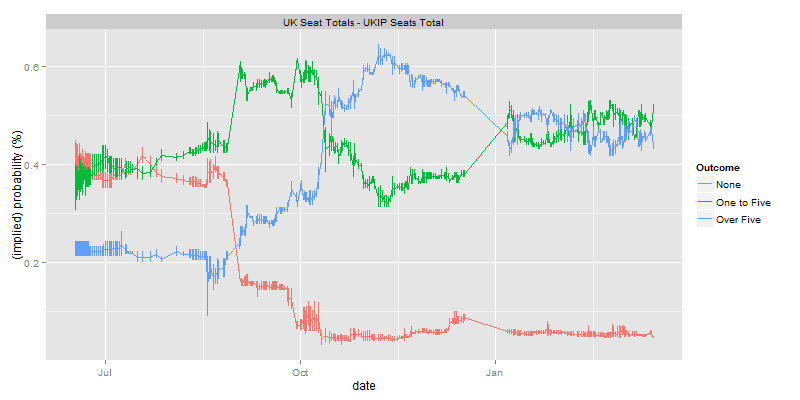 UK Seat Totals - UKIP Seats Total
(implied) probability (%)
0.6
0.4
0.2
Jul
Oct
Jan
date
Outcome
None
One to Five
Over Five